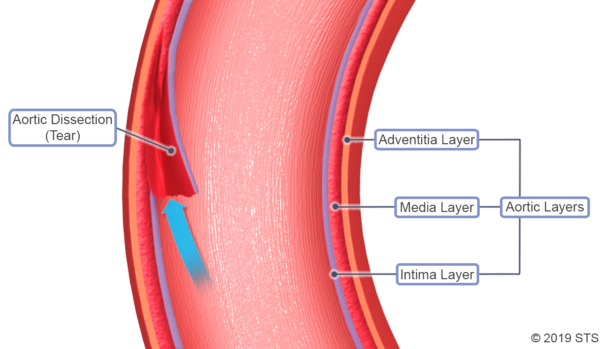 Aortic Dissection
(Tear)
Adventitia Layer
Media Layer
Aortic Layers
Intima Layer
© 2019 STS